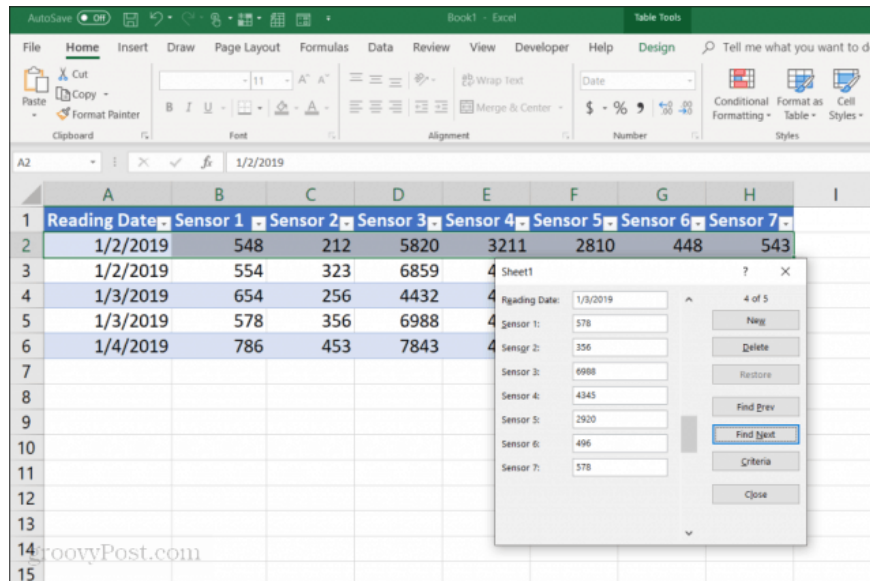 AutoSave Off Book1 - Excel Table Tools
File Home Insert Draw Page Layout Formulas Data Review View Developer Help Design Tell me what you want to d
Paste Cut Copy Format Painter
11
Wrap Text Merge & Center
Date
$ % 9
Conditional Formatting Format as Table Cell Styles
Clipboard Font Alignment Number Styles
A2 fx 1/2/2019
A B C D E F G H I
1 Reading Date Sensor 1 Sensor 2 Sensor 3 Sensor 4 Sensor 5 Sensor 6 Sensor 7
2 1/2/2019 548 212 5820 3211 2810 448 543
3 1/2/2019 554 323 6859 4
4 1/3/2019 654 256 4432 4
5 1/3/2019 578 356 6988 4
6 1/4/2019 786 453 7843 4
7
8
9
10
11
12
13
14
15
Sheet1 ? ×
Reading Date: 1/3/2019 4 of 5
Sensor 1: 578 New
Sensor 2: 356 Delete
Sensor 3: 6988 Restore
Sensor 4: 4345 Find Prev
Sensor 5: 2920 Find Next
Sensor 6: 496 Criteria
Sensor 7: 578
Close
groovyPost.com